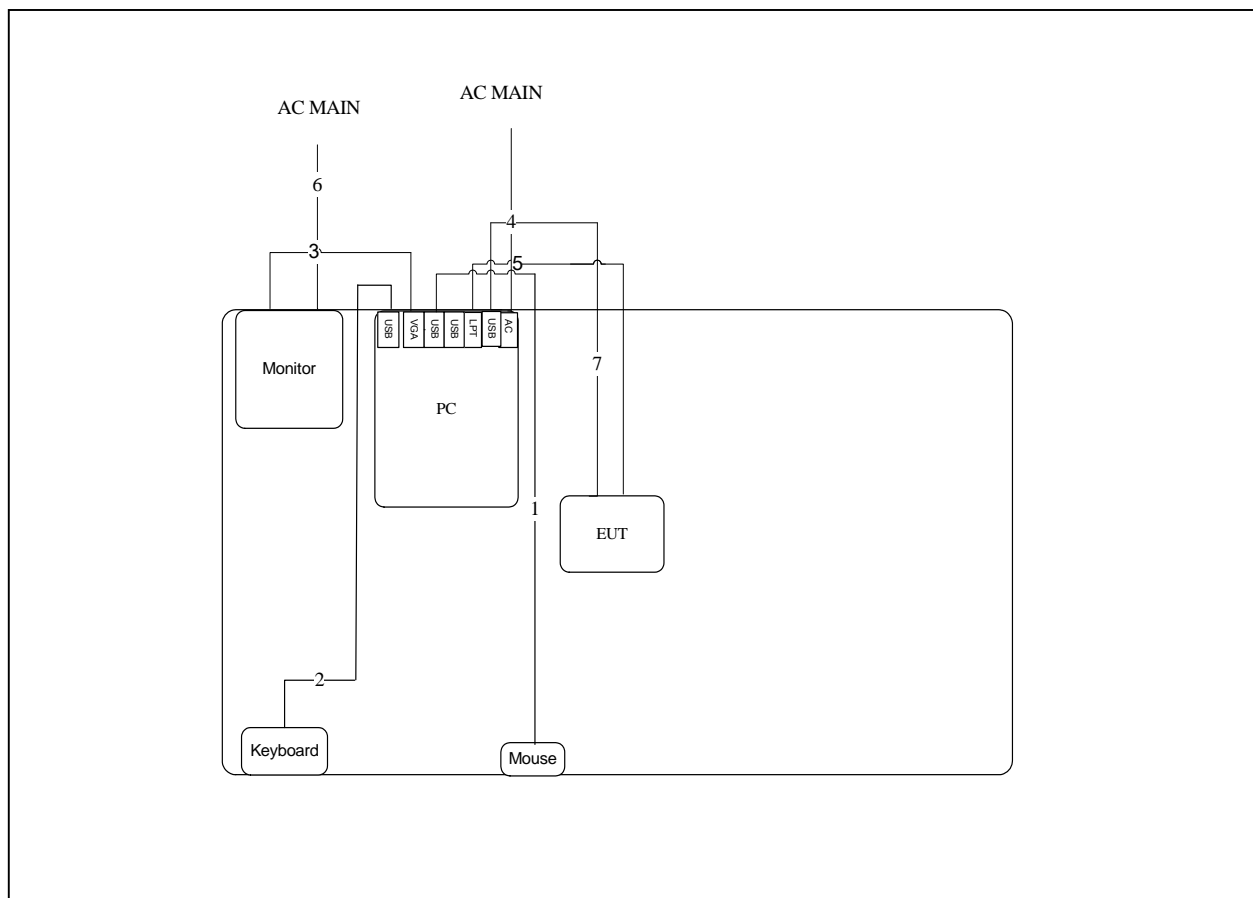 AC MAIN
AC MAIN
6
4
3
5
USB
VGA
USB
USB
LPT
USB
AC
Monitor
7
PC
1
EUT
2
Keyboard
Mouse